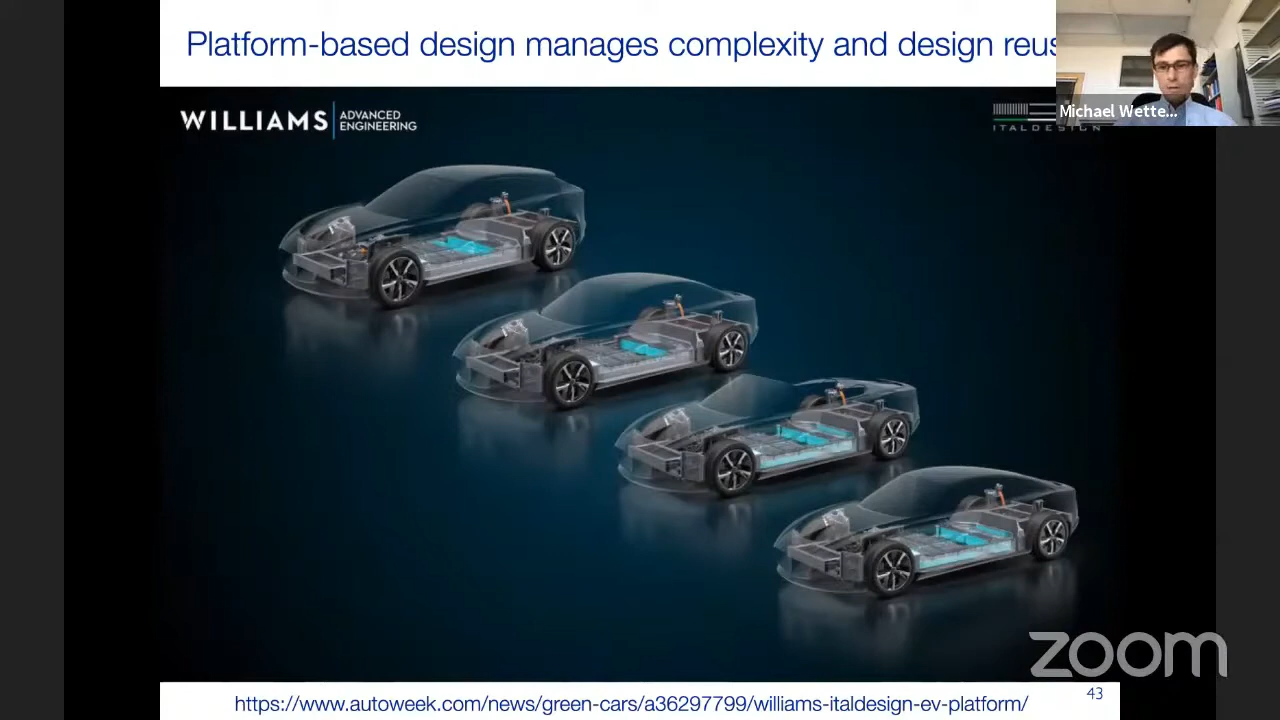 Platform-based design manages complexity and design reus
Michael Wette...
WILLIAMS
ADVANCED
ENGINEERING
ITALDESIGN
zoom
https://www.autoweek.com/news/green-cars/a36297799/williams-italdesign-ev-platform/
43